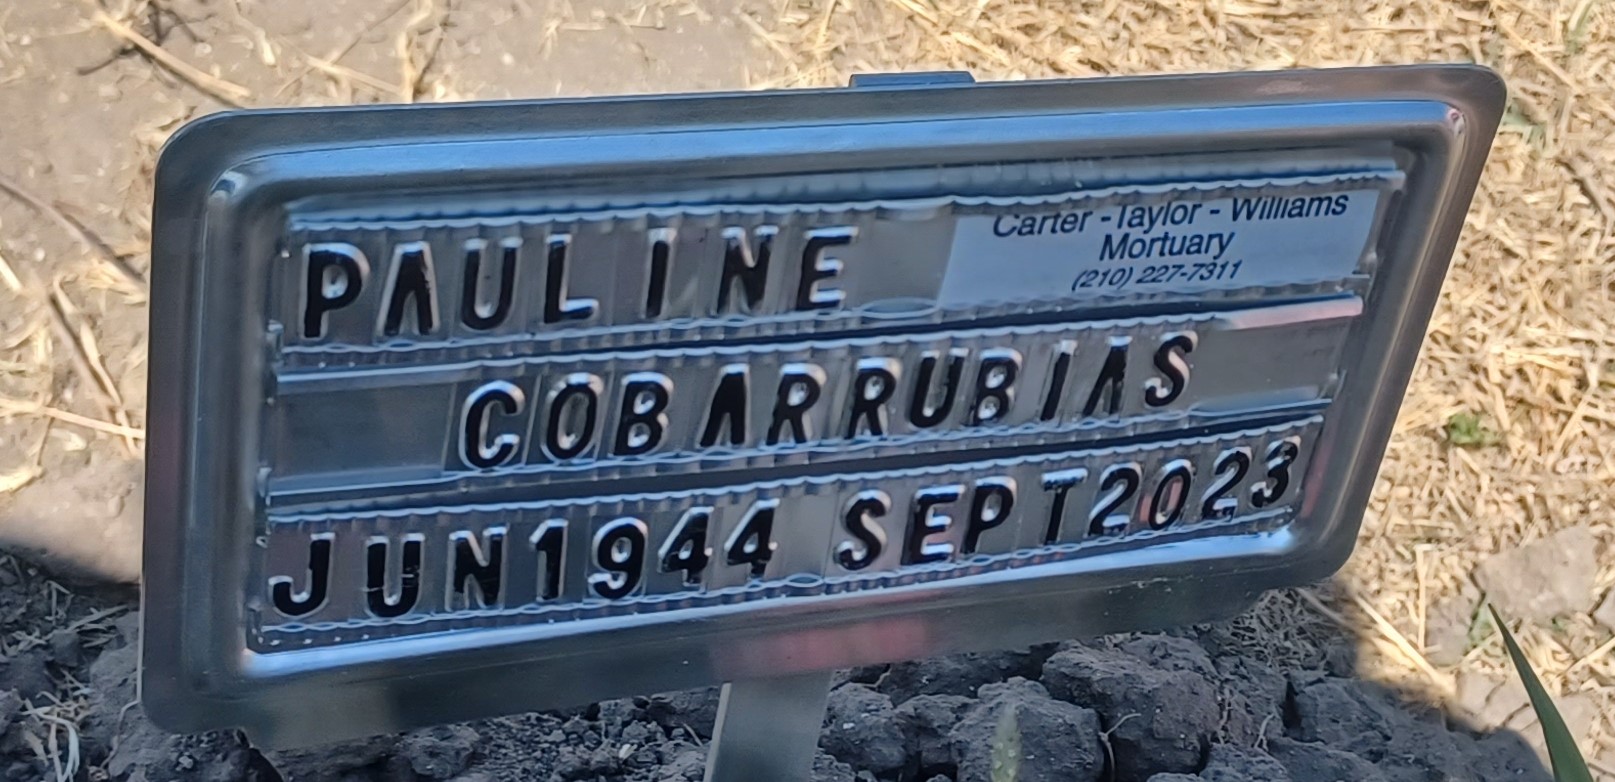 PAULINE
Carter - Taylor - Williams
Mortuary
(210) 227-7311
COBARRUBIAS
JUN1944 SEPT2023